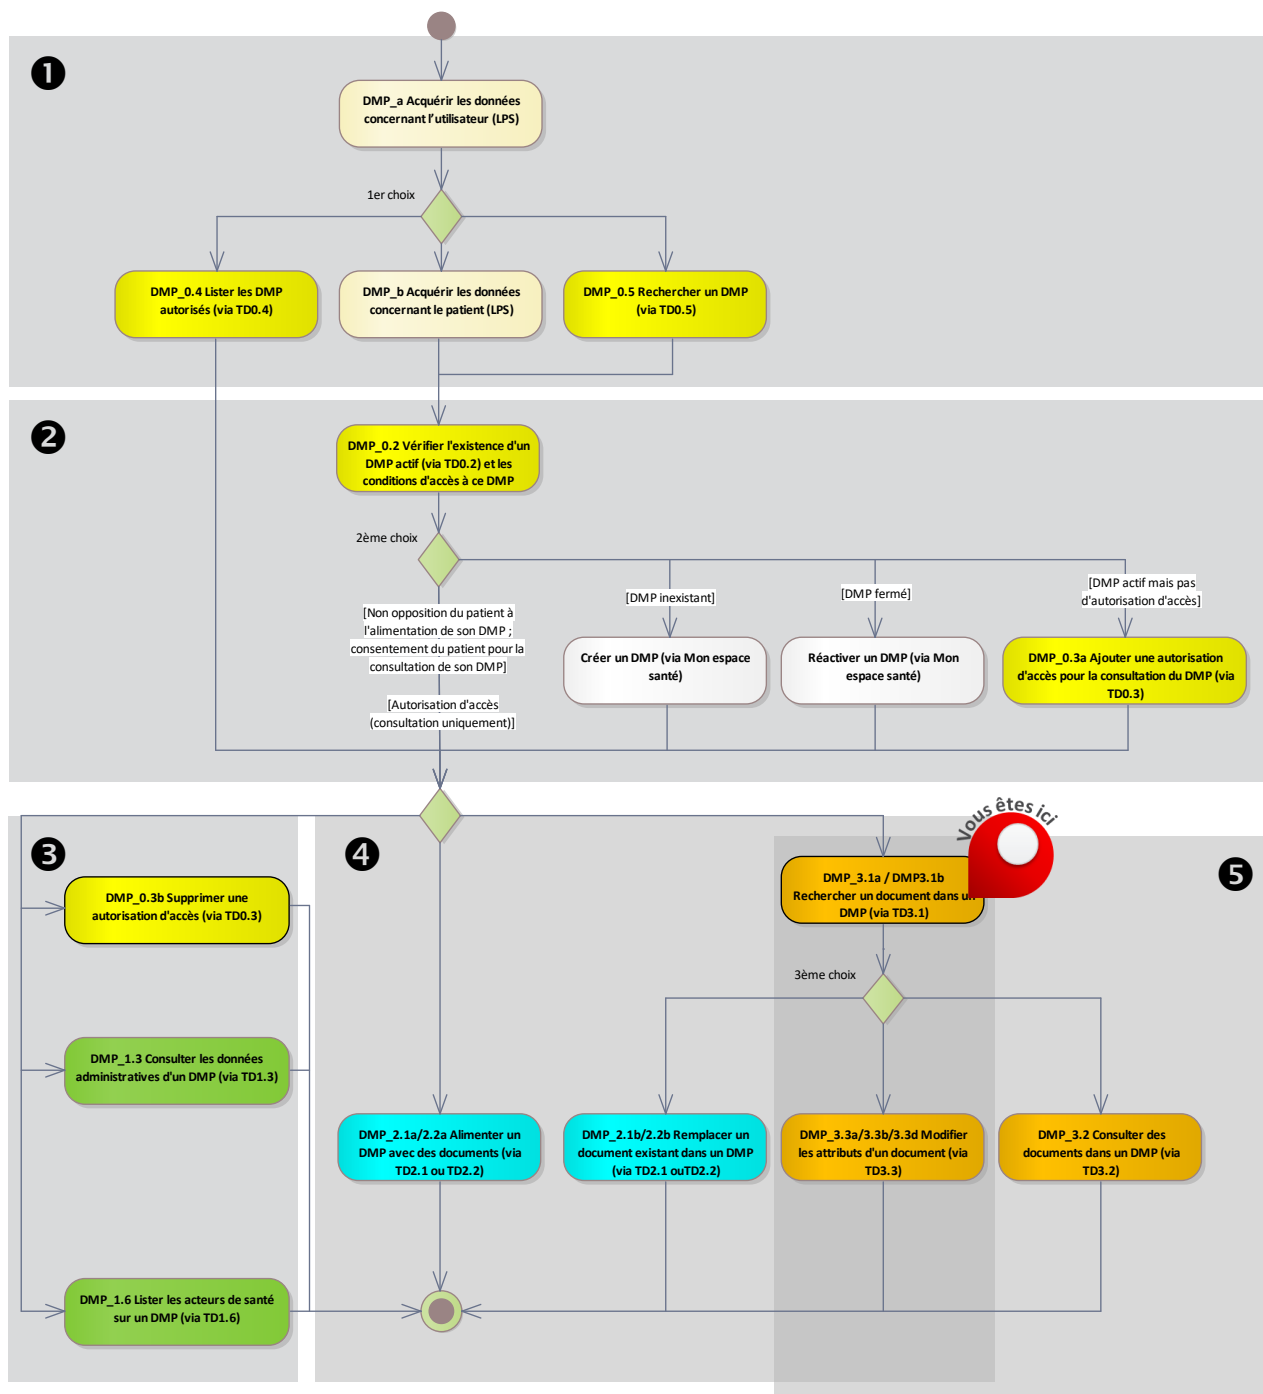 ❶
DMP_a Acquérir les données
concernant l'utilisateur (LPS)
1er choix
DMP_0.4 Lister les DMP
autorisés (via TD0.4)
DMP_b Acquérir les données
concernant le patient (LPS)
DMP_0.5 Rechercher un DMP
(via TD0.5)
❷
DMP_0.2 Vérifier l'existence d'un
DMP actif (via TD0.2) et les
conditions d'accès à ce DMP
2ème choix
[Non opposition du patient à
l'alimentation de son DMP ;
consentement du patient pour la
consultation de son DMP]
[Autorisation d'accès
(consultation uniquement)]
[DMP inexistant]
[DMP fermé]
[DMP actif mais pas
d'autorisation d'accès]
Créer un DMP (via Mon espace
santé)
Réactiver un DMP (via Mon
espace santé)
DMP_0.3a Ajouter une autorisation
d'accès pour la consultation du DMP (via
TD0.3)
❸
DMP_0.3b Supprimer une
autorisation d'accès (via TD0.3)
DMP_1.3 Consulter les données
administratives d'un DMP (via TD1.3)
DMP_1.6 Lister les acteurs de santé
sur un DMP (via TD1.6)
❹
Vous êtes ici
❺
DMP_3.1a / DMP3.1b
Rechercher un document dans un
DMP (via TD3.1)
3ème choix
DMP_2.1a/2.2a Alimenter un
DMP avec des documents (via
TD2.1 ou TD2.2)
DMP_2.1b/2.2b Remplacer un
document existant dans un DMP
(via TD2.1 ouTD2.2)
DMP_3.3a/3.3b/3.3d Modifier
les attributs d'un document (via
TD3.3)
DMP_3.2 Consulter des
documents dans un DMP (via
TD3.2)